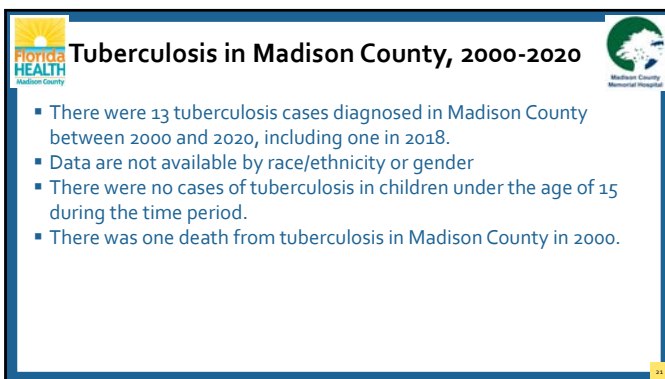 Florida
HEALTH
Madison County
Tuberculosis in Madison County, 2000-2020
Madison County
Memorial Hospital
▪ There were 13 tuberculosis cases diagnosed in Madison County
between 2000 and 2020, including one in 2018.
▪ Data are not available by race/ethnicity or gender
▪ There were no cases of tuberculosis in children under the age of 15
during the time period.
▪ There was one death from tuberculosis in Madison County in 2000.
21